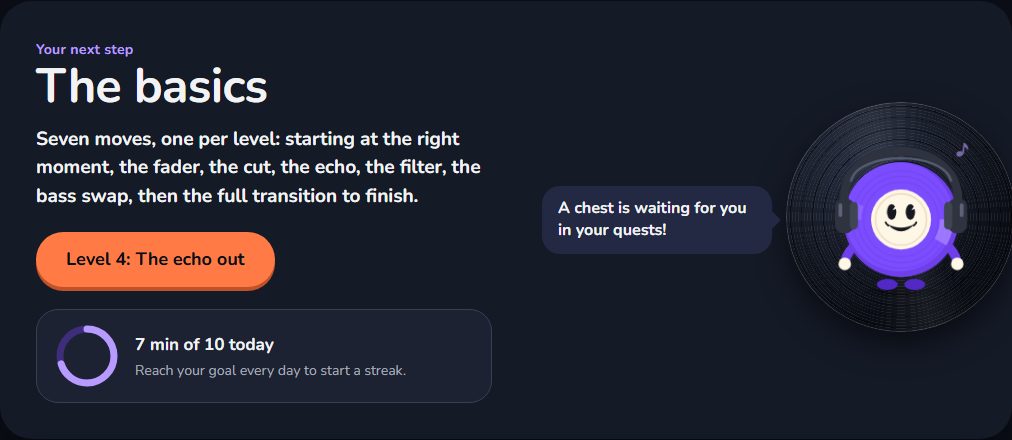 Your next step
The basics
Seven moves, one per level: starting at the right
moment, the fader, the cut, the echo, the filter, the
bass swap, then the full transition to finish.
Level 4: The echo out
7 min of 10 today
Reach your goal every day to start a streak.
A chest is waiting for you
in your quests!